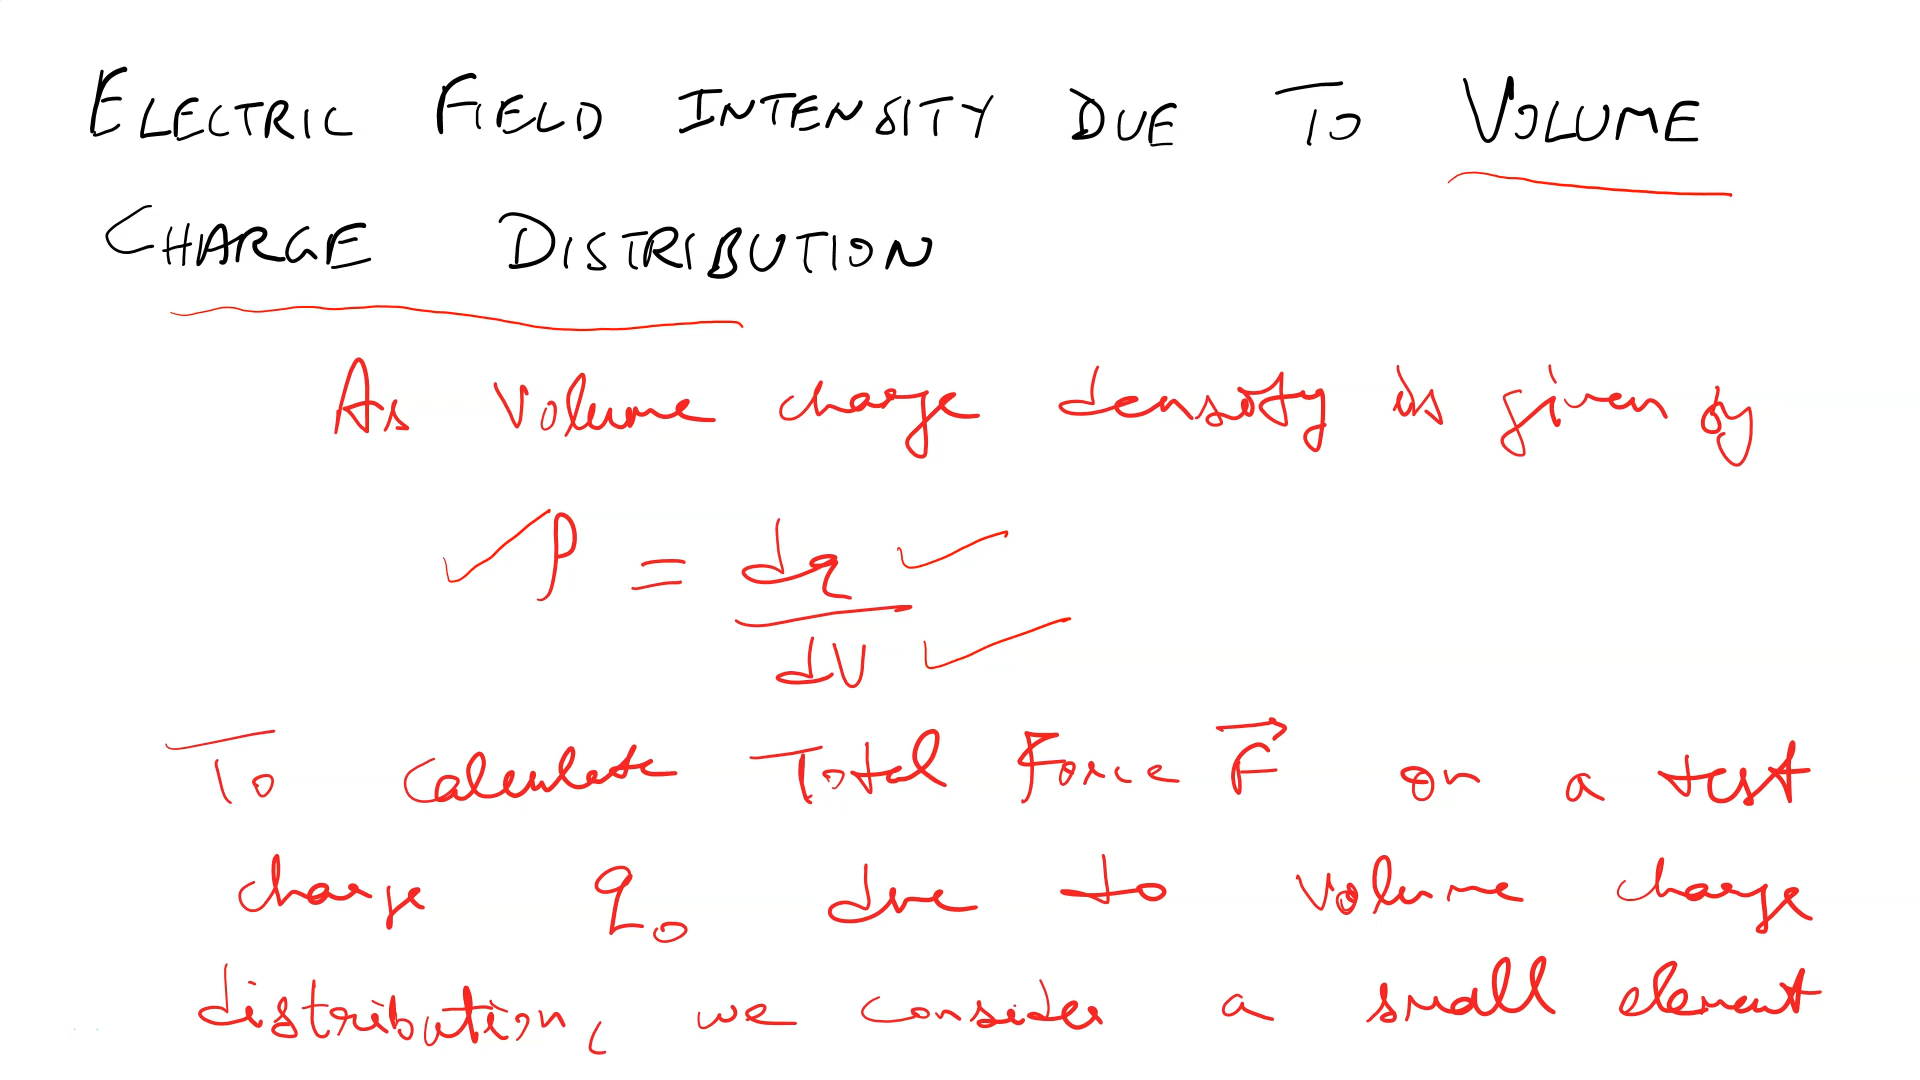 ELECTRIC FIELD INTENSITY DUE TO VOLUME
CHARGE DISTRIBUTION
As Volume charge density is given by
ρ = dq
dV
To calculate Total Force F⃗ on a test
charge q₀ due to volume charge
distribution, we consider a small element